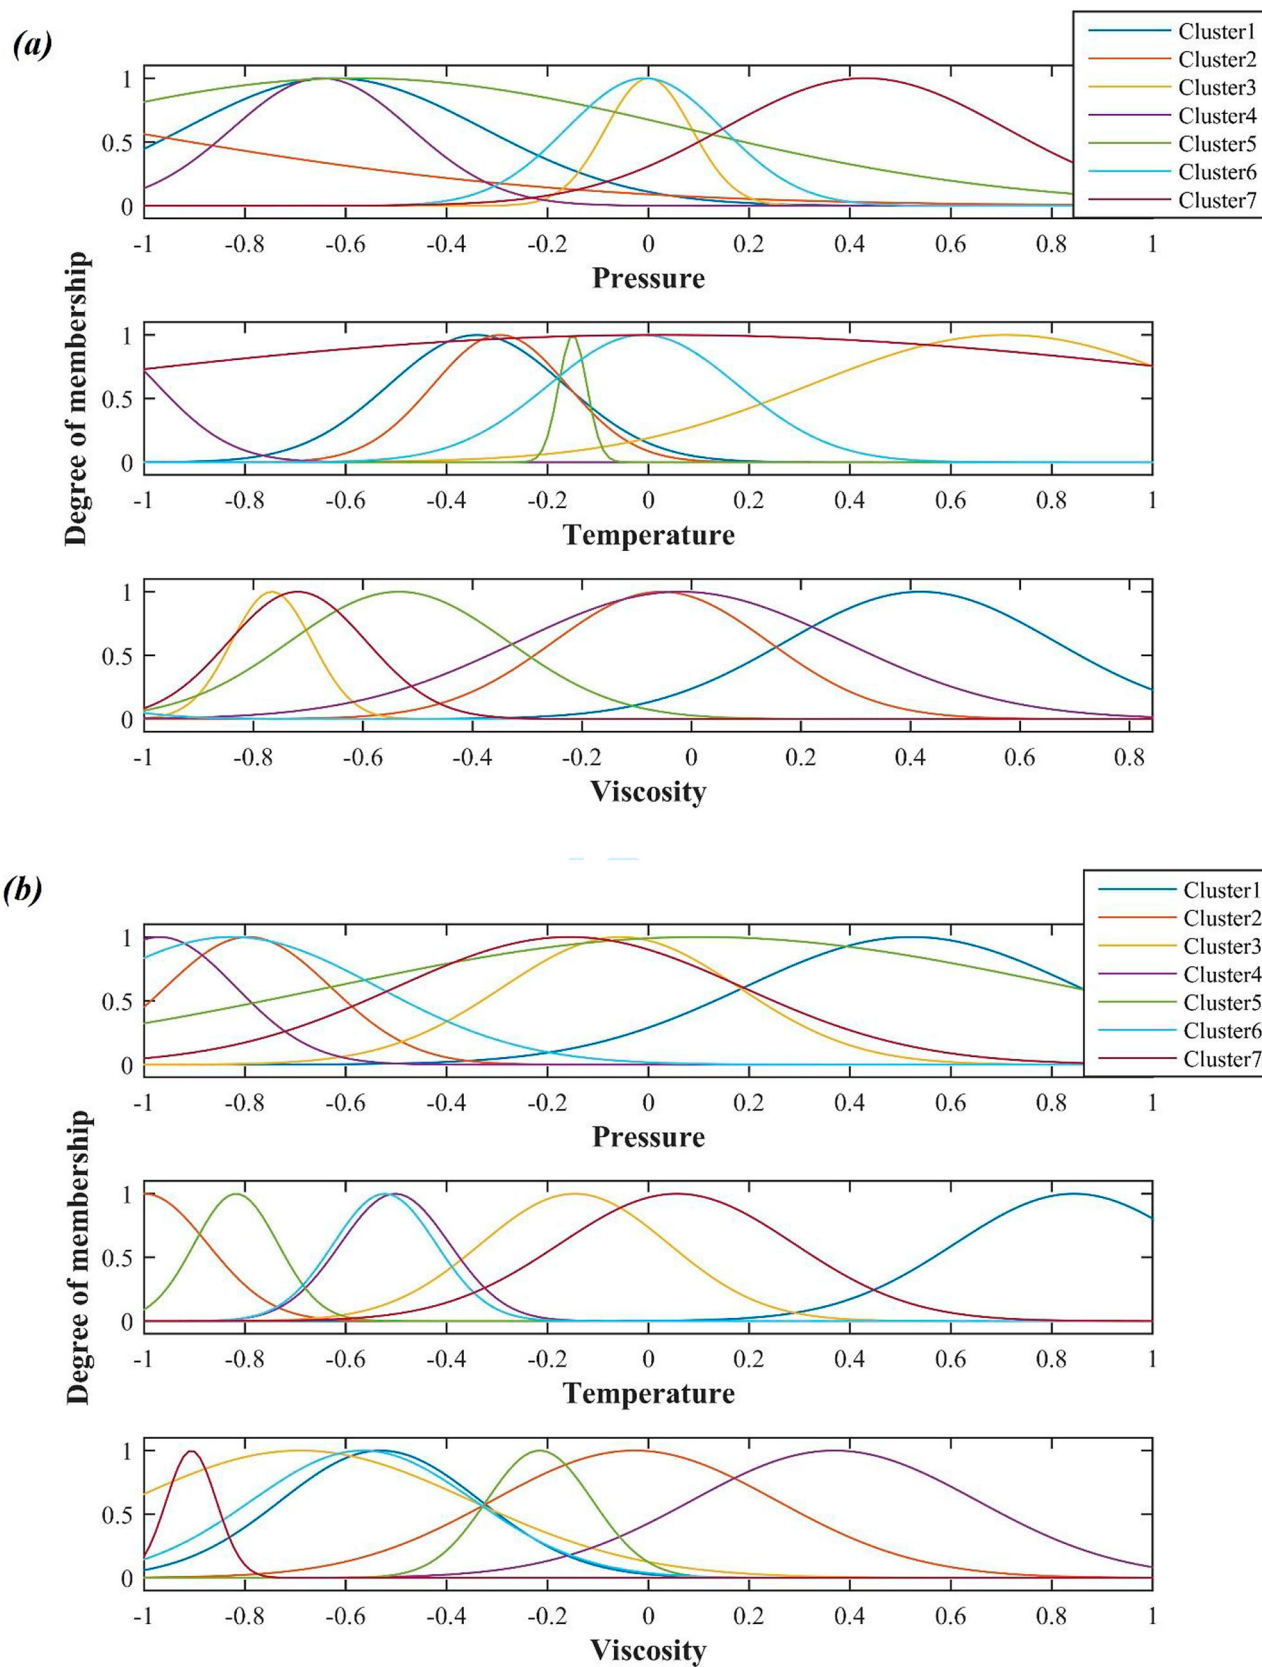 (a)
Cluster1
Cluster2
Cluster3
Cluster4
Cluster5
Cluster6
Cluster7
1
0.5
0
-1 -0.8 -0.6 -0.4 -0.2 0 0.2 0.4 0.6 0.8 1
Pressure
Degree of membership
1
0.5
0
-1 -0.8 -0.6 -0.4 -0.2 0 0.2 0.4 0.6 0.8 1
Temperature
1
0.5
0
-1 -0.8 -0.6 -0.4 -0.2 0 0.2 0.4 0.6 0.8
Viscosity
(b)
Cluster1
Cluster2
Cluster3
Cluster4
Cluster5
Cluster6
Cluster7
1
0.5
0
-1 -0.8 -0.6 -0.4 -0.2 0 0.2 0.4 0.6 0.8 1
Pressure
Degree of membership
1
0.5
0
-1 -0.8 -0.6 -0.4 -0.2 0 0.2 0.4 0.6 0.8 1
Temperature
1
0.5
0
-1 -0.8 -0.6 -0.4 -0.2 0 0.2 0.4 0.6 0.8 1
Viscosity